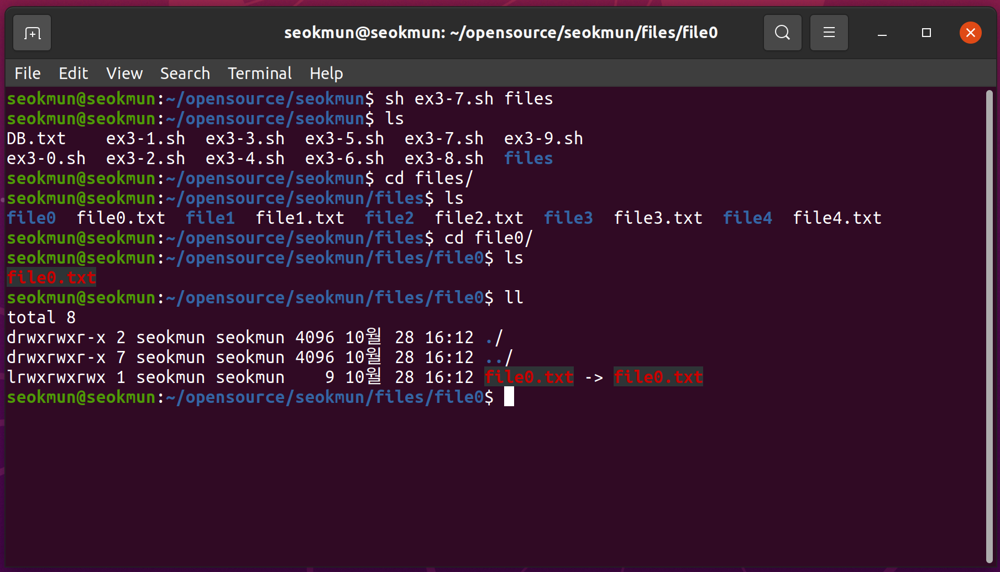 seokmun@seokmun: ~/opensource/seokmun/files/file0
File Edit View Search Terminal Help
seokmun@seokmun:~/opensource/seokmun$ sh ex3-7.sh files
seokmun@seokmun:~/opensource/seokmun$ ls
DB.txt    ex3-1.sh  ex3-3.sh  ex3-5.sh  ex3-7.sh  ex3-9.sh
ex3-0.sh  ex3-2.sh  ex3-4.sh  ex3-6.sh  ex3-8.sh  files
seokmun@seokmun:~/opensource/seokmun$ cd files/
seokmun@seokmun:~/opensource/seokmun/files$ ls
file0  file0.txt  file1  file1.txt  file2  file2.txt  file3  file3.txt  file4  file4.txt
seokmun@seokmun:~/opensource/seokmun/files$ cd file0/
seokmun@seokmun:~/opensource/seokmun/files/file0$ ls
file0.txt
seokmun@seokmun:~/opensource/seokmun/files/file0$ ll
total 8
drwxrwxr-x 2 seokmun seokmun 4096 10월 28 16:12 ./
drwxrwxr-x 7 seokmun seokmun 4096 10월 28 16:12 ../
lrwxrwxrwx 1 seokmun seokmun    9 10월 28 16:12 file0.txt -> file0.txt
seokmun@seokmun:~/opensource/seokmun/files/file0$